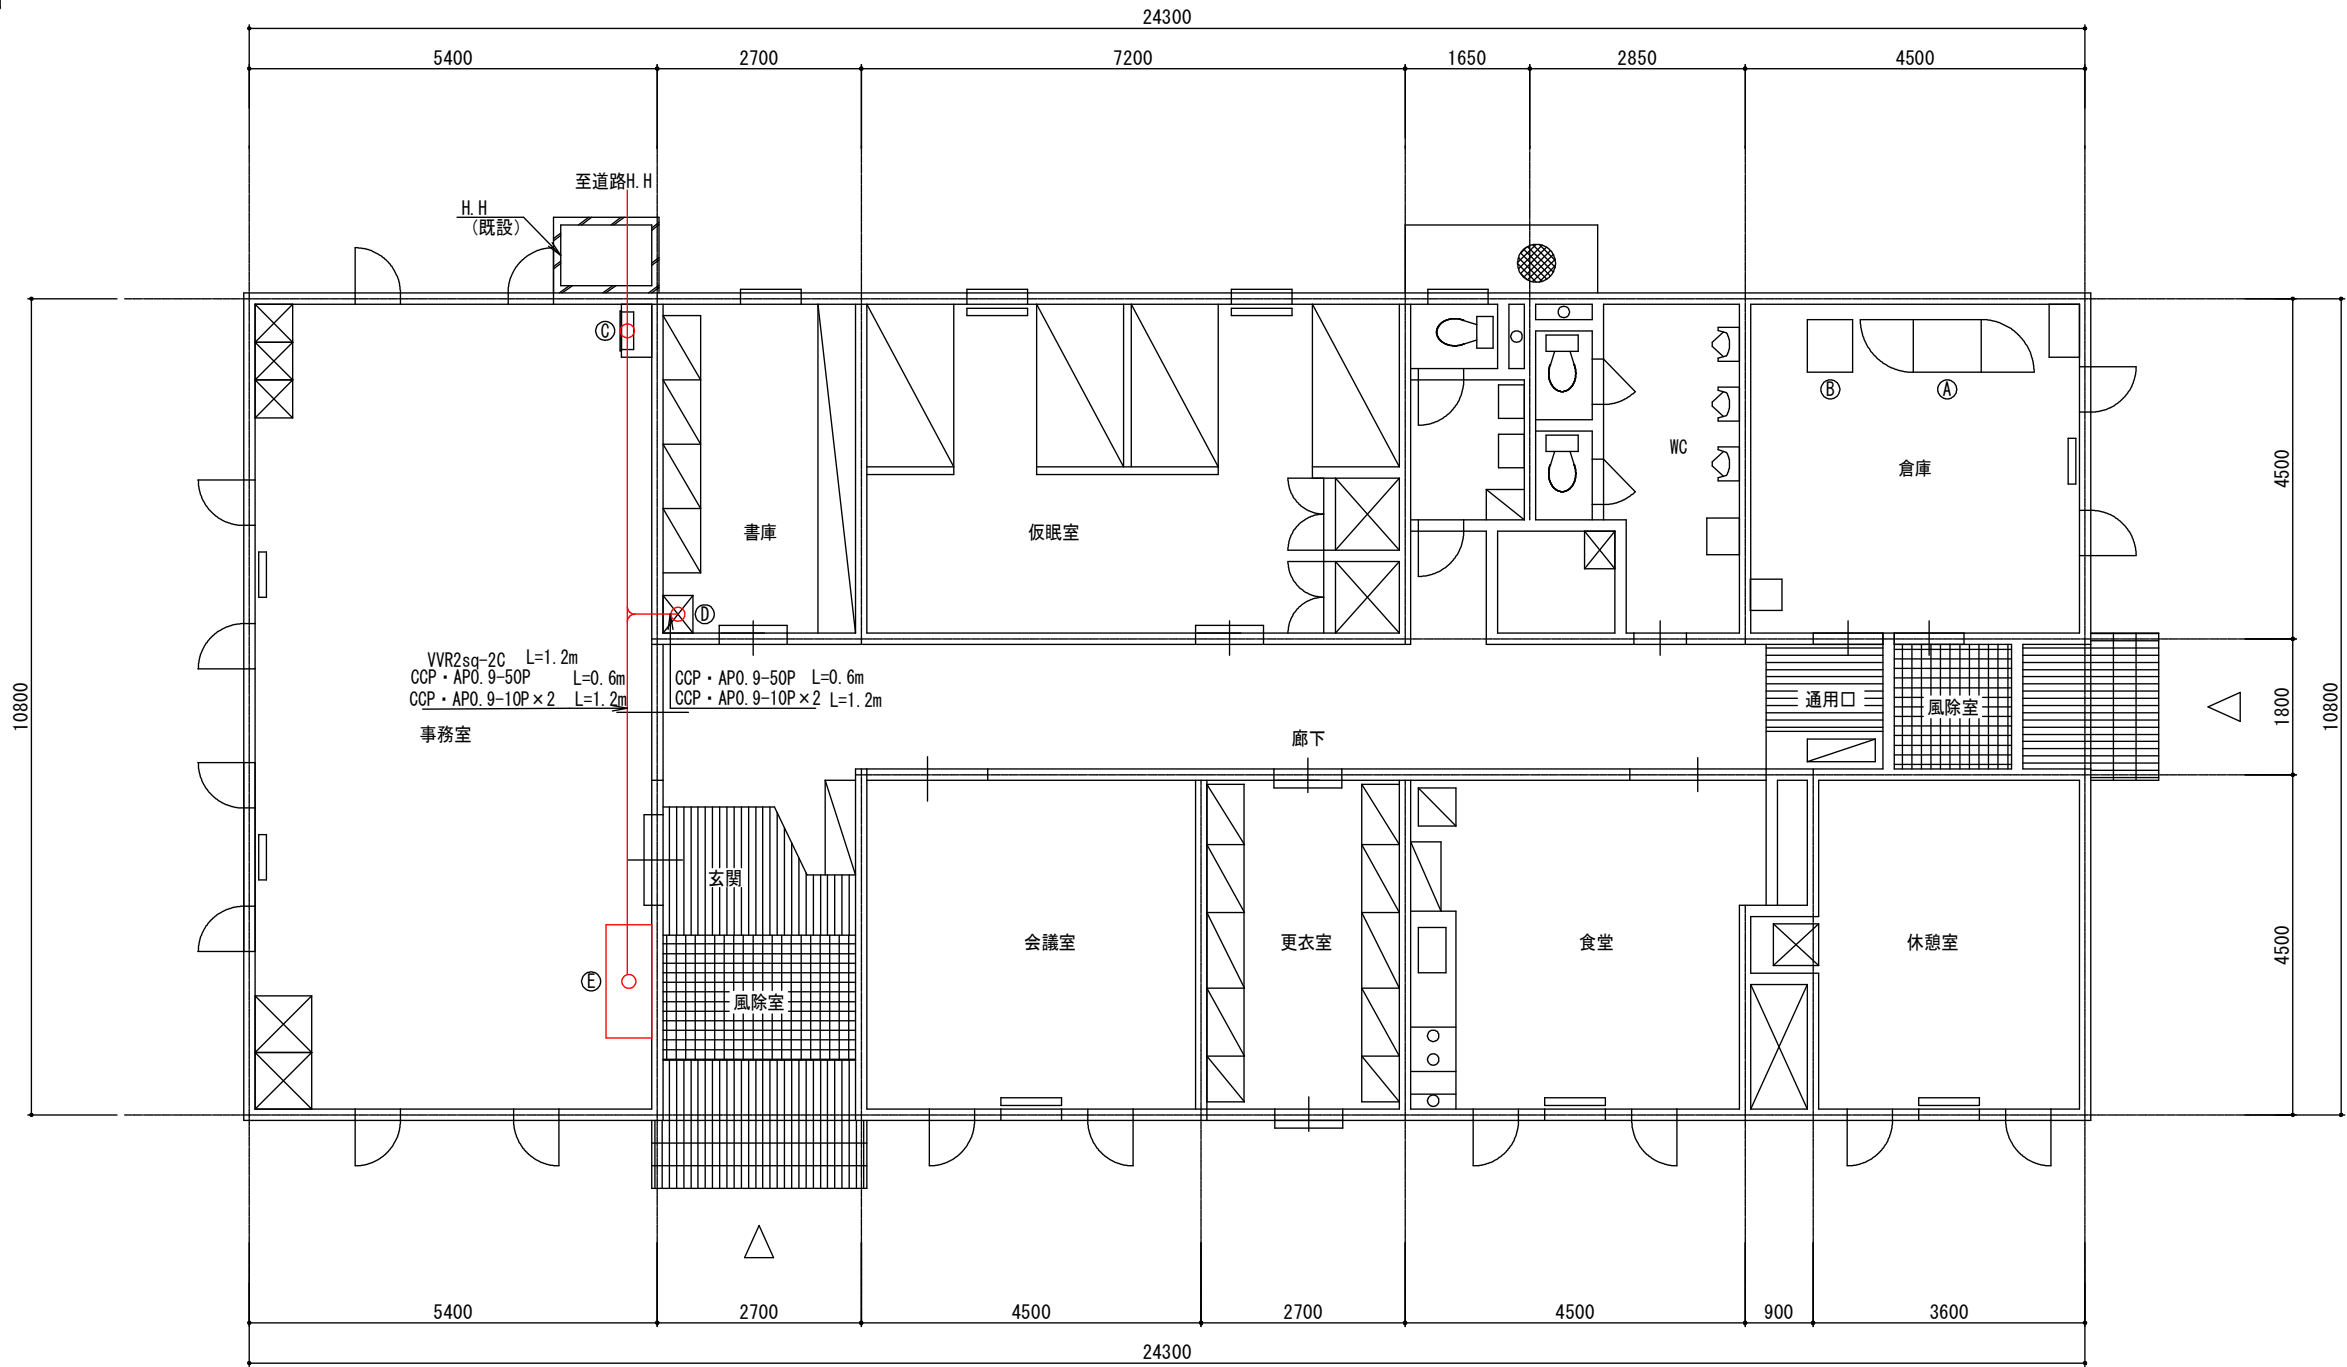 24300
5400
2700
7200
1650
2850
4500
至道路H.H
H.H
(既設)
Ⓒ
Ⓑ
Ⓐ
WC
倉庫
4500
書庫
仮眠室
Ⓓ
VVR2sq-2C L=1.2m
CCP・AP0.9-50P L=0.6m
CCP・AP0.9-10P×2 L=1.2m
CCP・AP0.9-50P L=0.6m
CCP・AP0.9-10P×2 L=1.2m
事務室
廊下
通用口
風除室
1800
10800
10800
玄関
会議室
更衣室
食堂
休憩室
4500
Ⓔ
風除室
5400
2700
4500
2700
4500
900
3600
24300